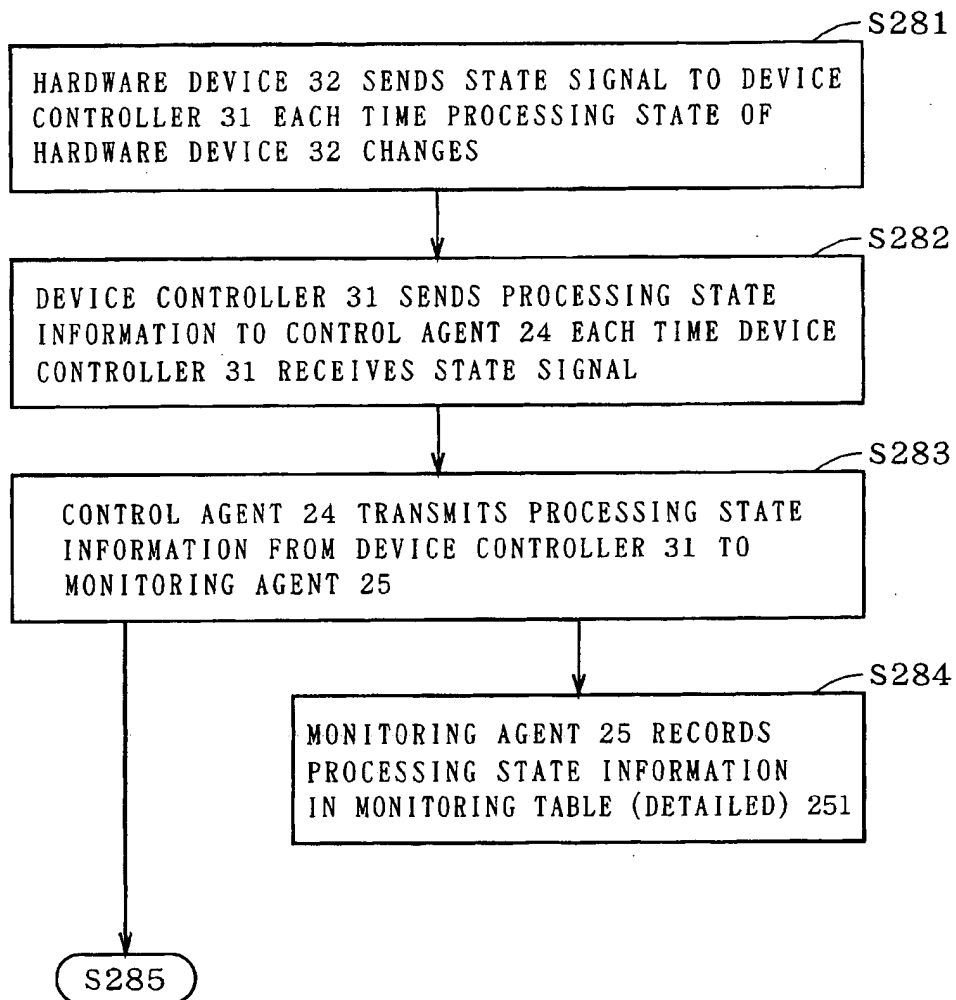 S281
HARDWARE DEVICE 32 SENDS STATE SIGNAL TO DEVICE
CONTROLLER 31 EACH TIME PROCESSING STATE OF
HARDWARE DEVICE 32 CHANGES
S282
DEVICE CONTROLLER 31 SENDS PROCESSING STATE
INFORMATION TO CONTROL AGENT 24 EACH TIME DEVICE
CONTROLLER 31 RECEIVES STATE SIGNAL
S283
CONTROL AGENT 24 TRANSMITS PROCESSING STATE
INFORMATION FROM DEVICE CONTROLLER 31 TO
MONITORING AGENT 25
S284
MONITORING AGENT 25 RECORDS
PROCESSING STATE INFORMATION
IN MONITORING TABLE (DETAILED) 251
S285